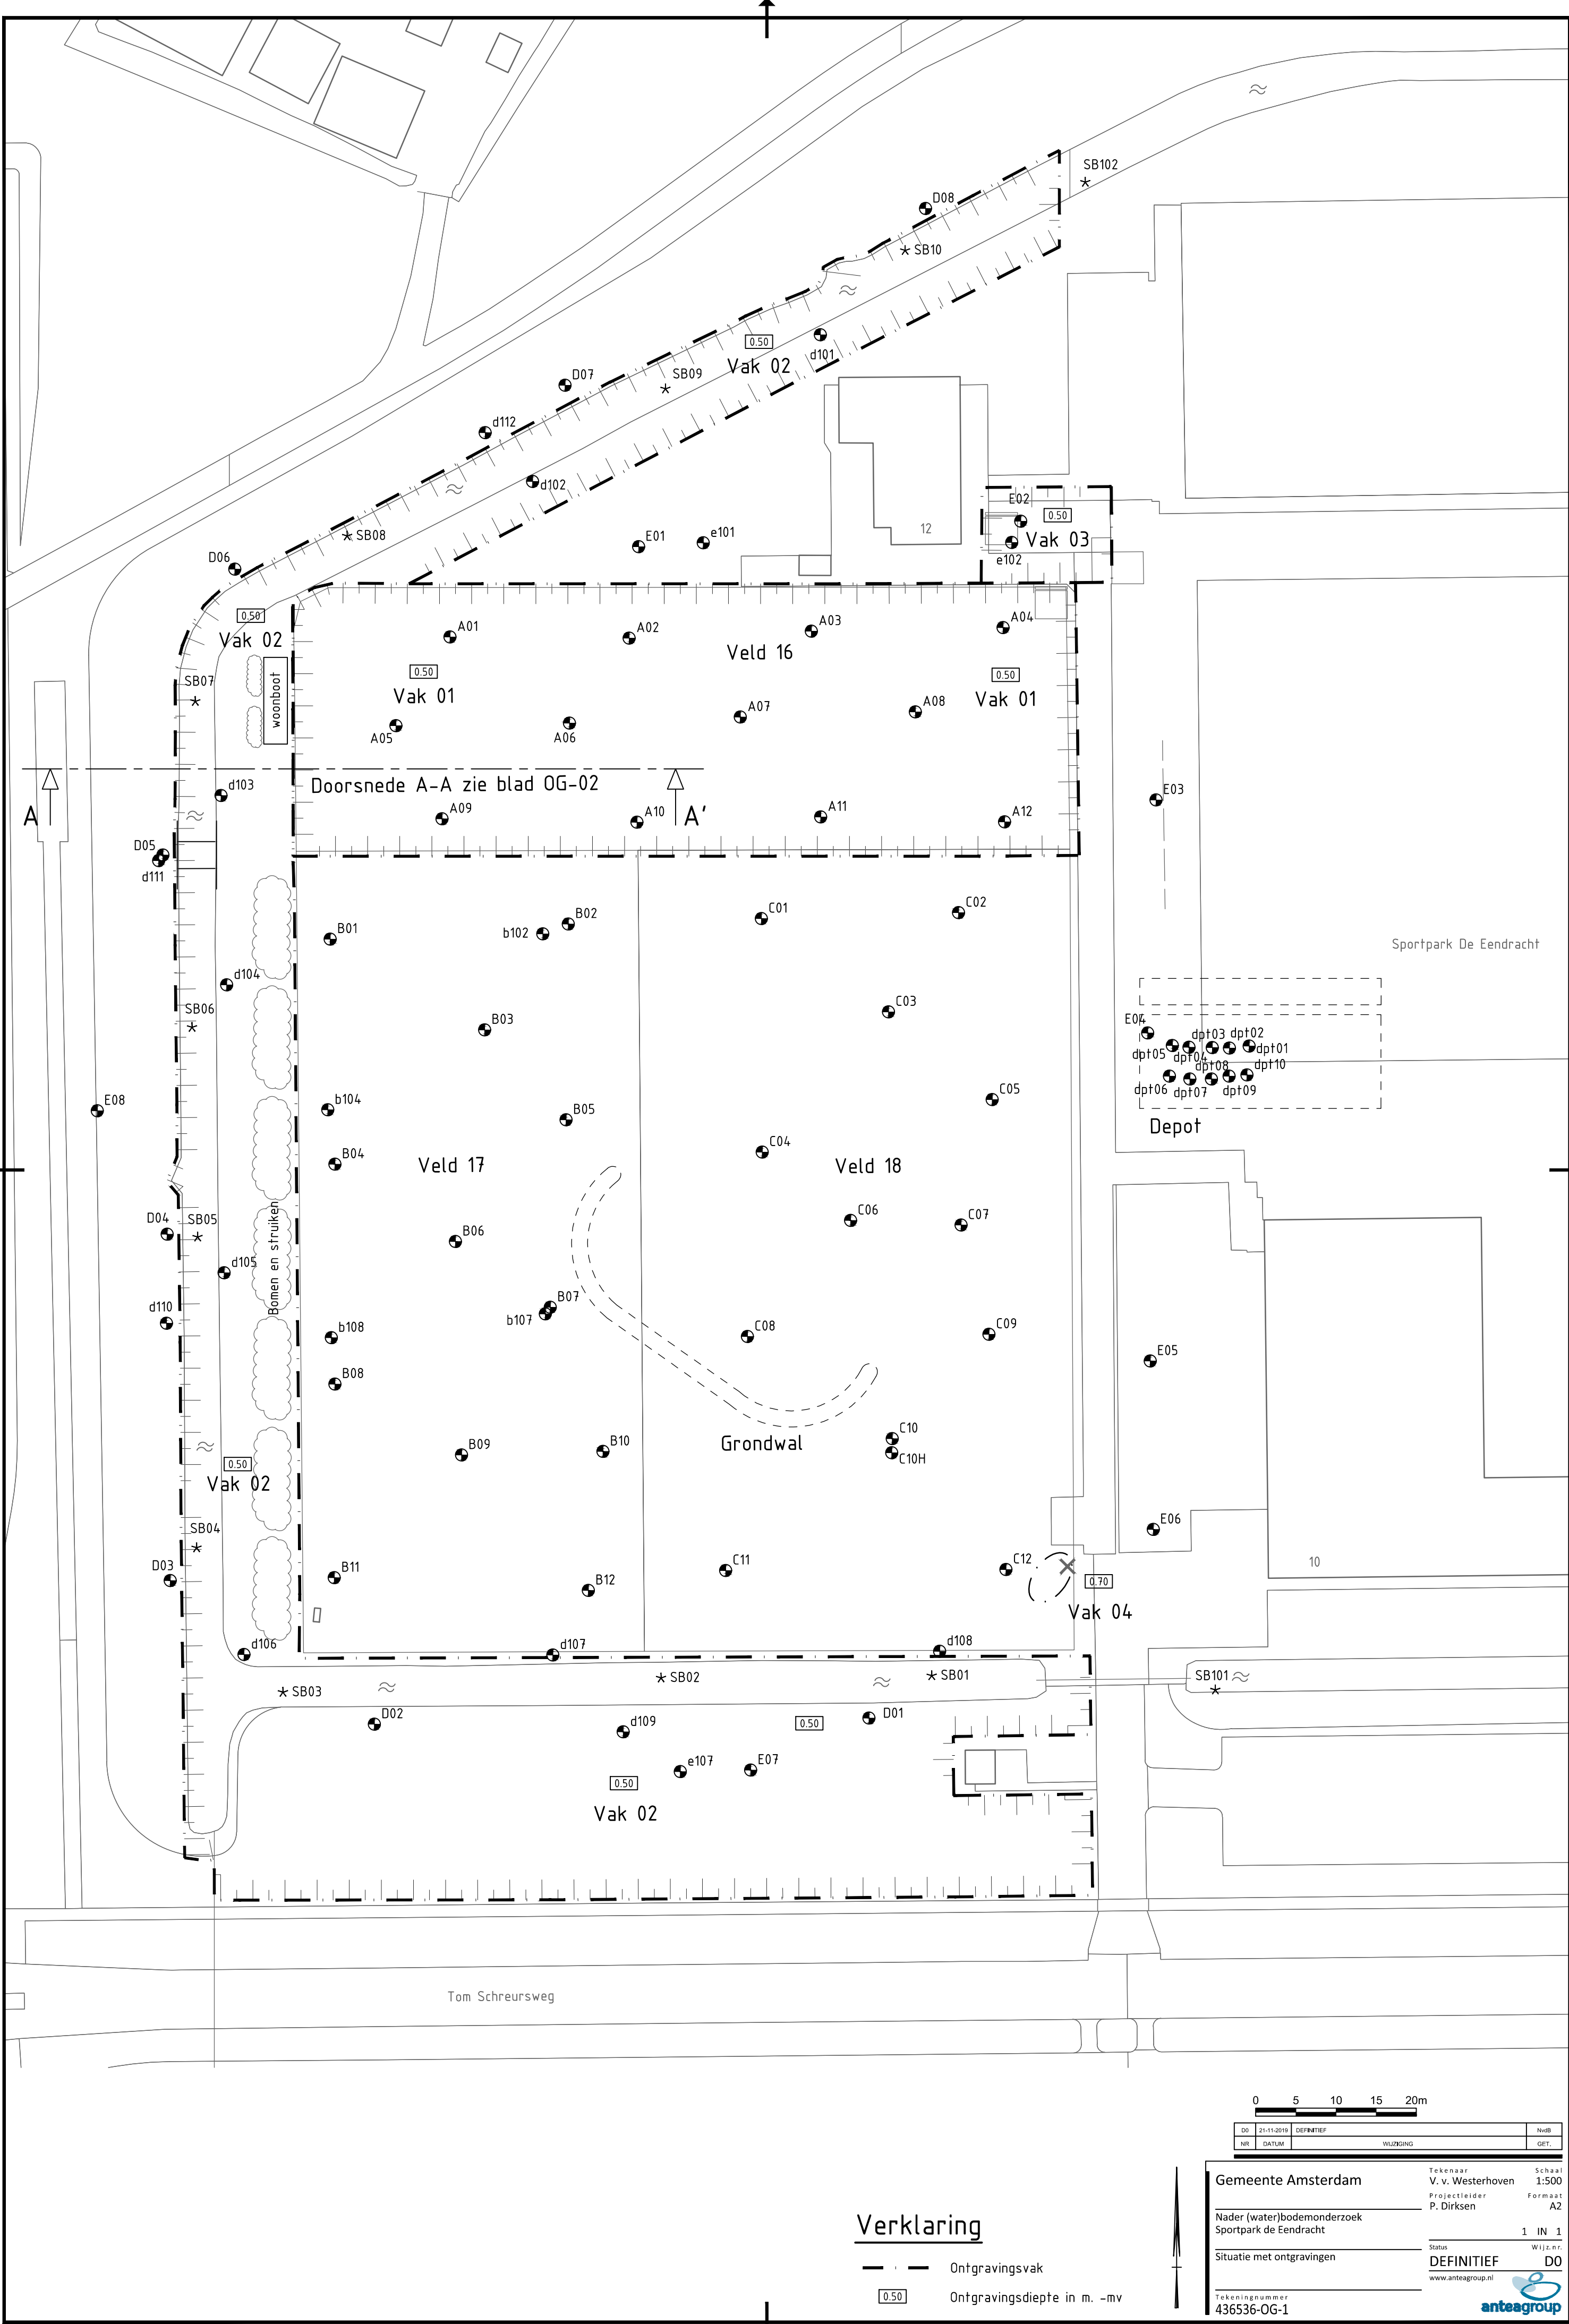 SB102
D08
SB10
0.50
Vak 02
d101
D07
SB09
d112
d102
SB08
E02
0.50
12
E01
e101
Vak 03
e102
D06
0.50
Vak 02
A01
A02
A03
A04
Veld 16
0.50
Vak 01
0.50
Vak 01
SB07
woonboot
A05
A06
A07
A08
Doorsnede A-A zie blad OG-02
A
A'
d103
A09
A10
A11
A12
E03
D05
d111
B01
b102
B02
C01
C02
Sportpark De Eendracht
d104
SB06
B03
C03
E04
dpt03
dpt02
dpt05
dpt04
dpt01
dpt08
dpt10
dpt06
dpt07
dpt09
Depot
E08
b104
B05
C05
B04
C04
Veld 17
Veld 18
D04
SB05
Bomen en struiken
B06
C06
C07
d105
d110
B07
b107
b108
C08
C09
B08
E05
Grondwal
B09
B10
C10
C10H
0.50
Vak 02
SB04
E06
D03
B11
B12
C11
C12
0.70
Vak 04
10
d106
d107
d108
SB03
SB02
SB01
SB101
D02
d109
0.50
D01
e107
E07
0.50
Vak 02
Tom Schreursweg
0 5 10 15 20m
D0 21-11-2019 DEFINITIEF NvdB
NR DATUM WIJZIGING GET.
Gemeente Amsterdam
Tekenaar Schaal
V. v. Westerhoven 1:500
Projectleider Formaat
P. Dirksen A2
Nader (water)bodemonderzoek
Sportpark de Eendracht
1 IN 1
Status Wijz.nr.
Situatie met ontgravingen
DEFINITIEF D0
www.anteagroup.nl
Tekeningnummer
436536-OG-1
anteagroup
Verklaring
Ontgravingsvak
0.50 Ontgravingsdiepte in m. -mv